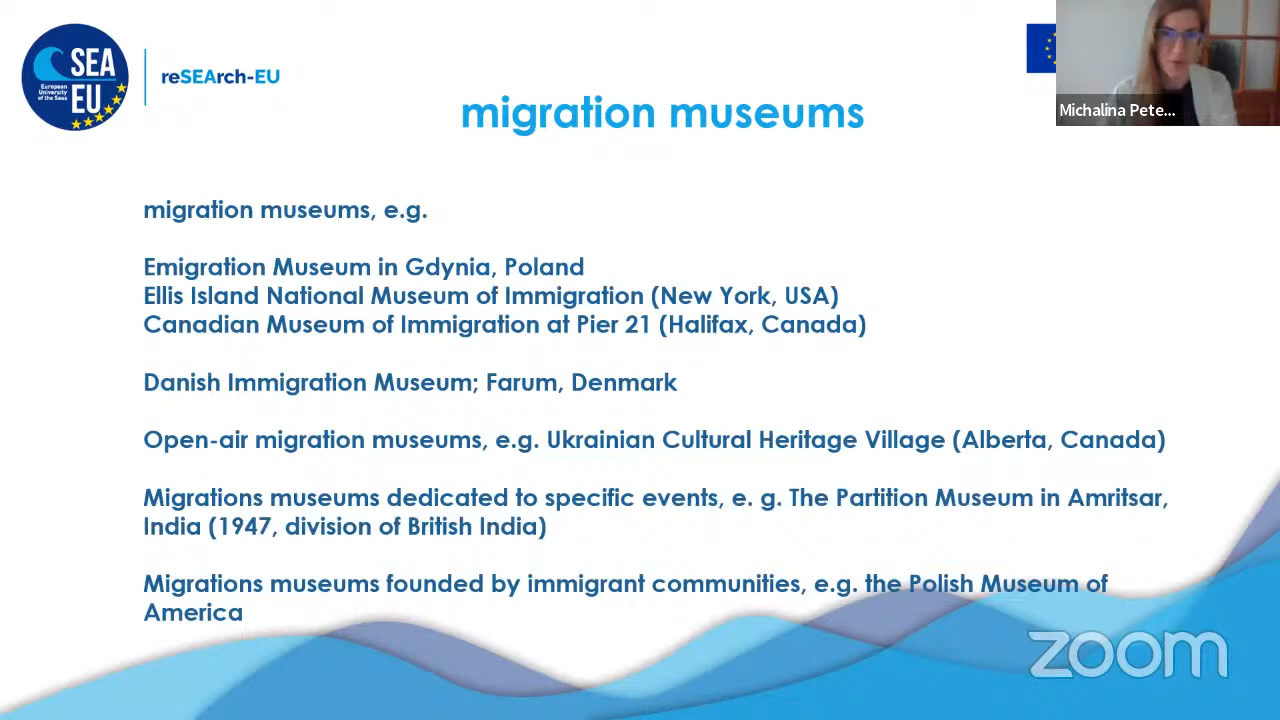 SEA
EU
European
University
of the Seas
reSEArch-EU
migration museums
Michalina Pete...
migration museums, e.g.
Emigration Museum in Gdynia, Poland
Ellis Island National Museum of Immigration (New York, USA)
Canadian Museum of Immigration at Pier 21 (Halifax, Canada)
Danish Immigration Museum; Farum, Denmark
Open-air migration museums, e.g. Ukrainian Cultural Heritage Village (Alberta, Canada)
Migrations museums dedicated to specific events, e. g. The Partition Museum in Amritsar,
India (1947, division of British India)
Migrations museums founded by immigrant communities, e.g. the Polish Museum of
America
zoom